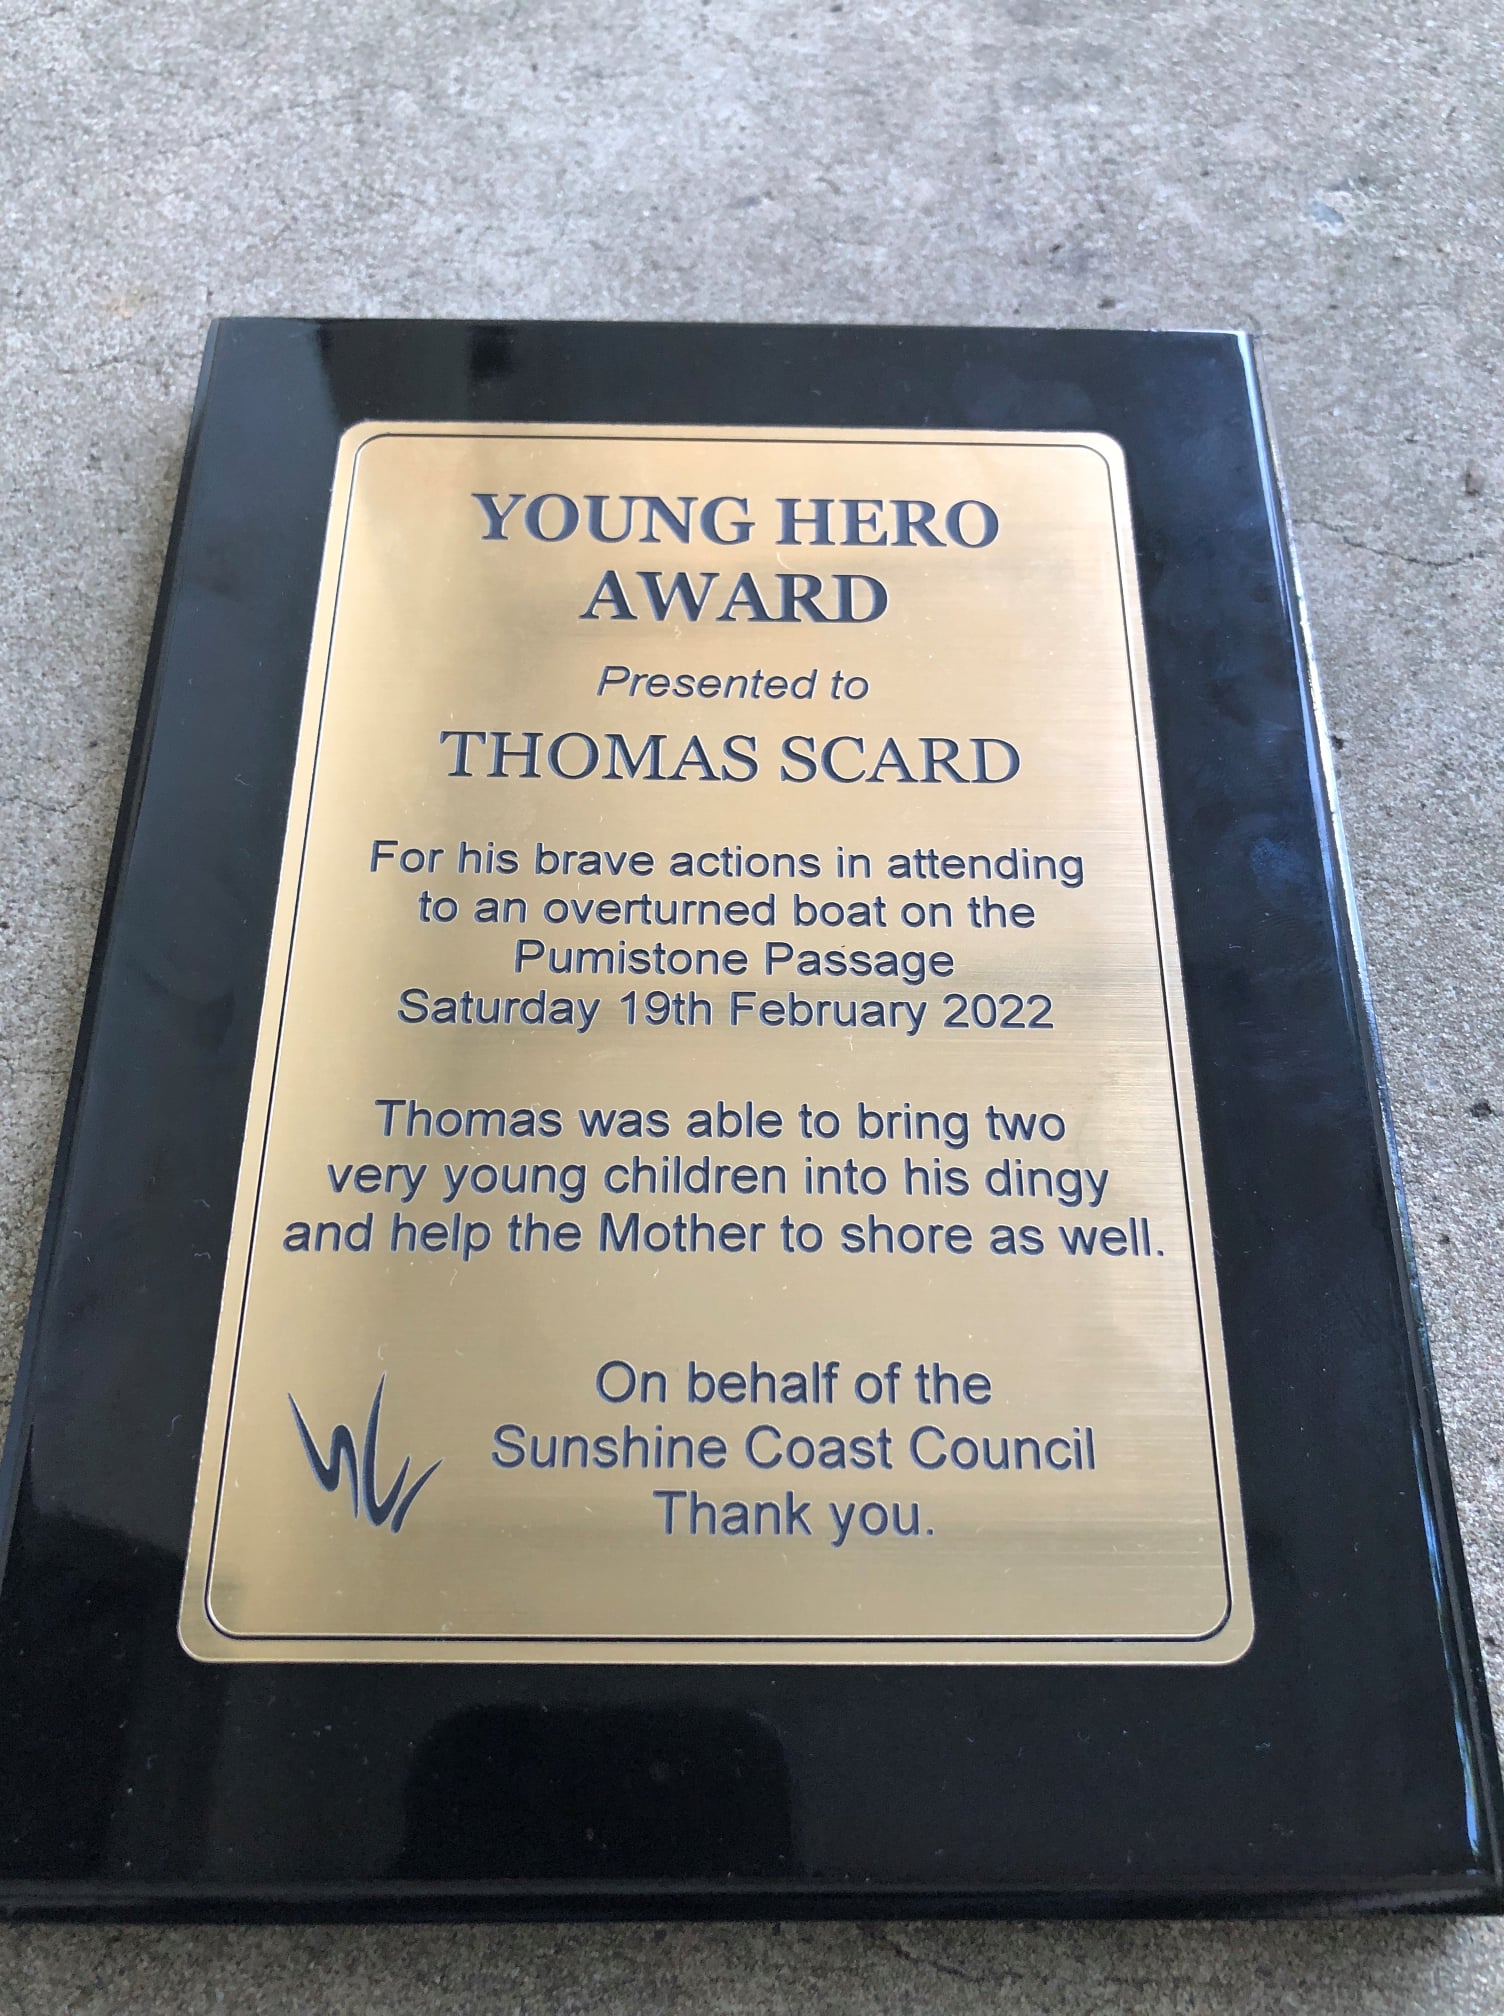 YOUNG HERO
AWARD
Presented to
THOMAS SCARD
For his brave actions in attending
to an overturned boat on the
Pumistone Passage
Saturday 19th February 2022
Thomas was able to bring two
very young children into his dingy
and help the Mother to shore as well.
On behalf of the
Sunshine Coast Council
Thank you.